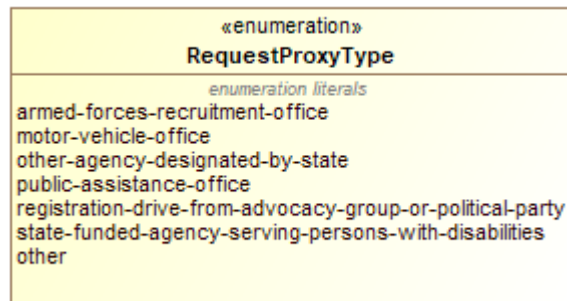 «enumeration»
RequestProxyType
enumeration literals
armed-forces-recruitment-office
motor-vehicle-office
other-agency-designated-by-state
public-assistance-office
registration-drive-from-advocacy-group-or-political-party
state-funded-agency-serving-persons-with-disabilities
other